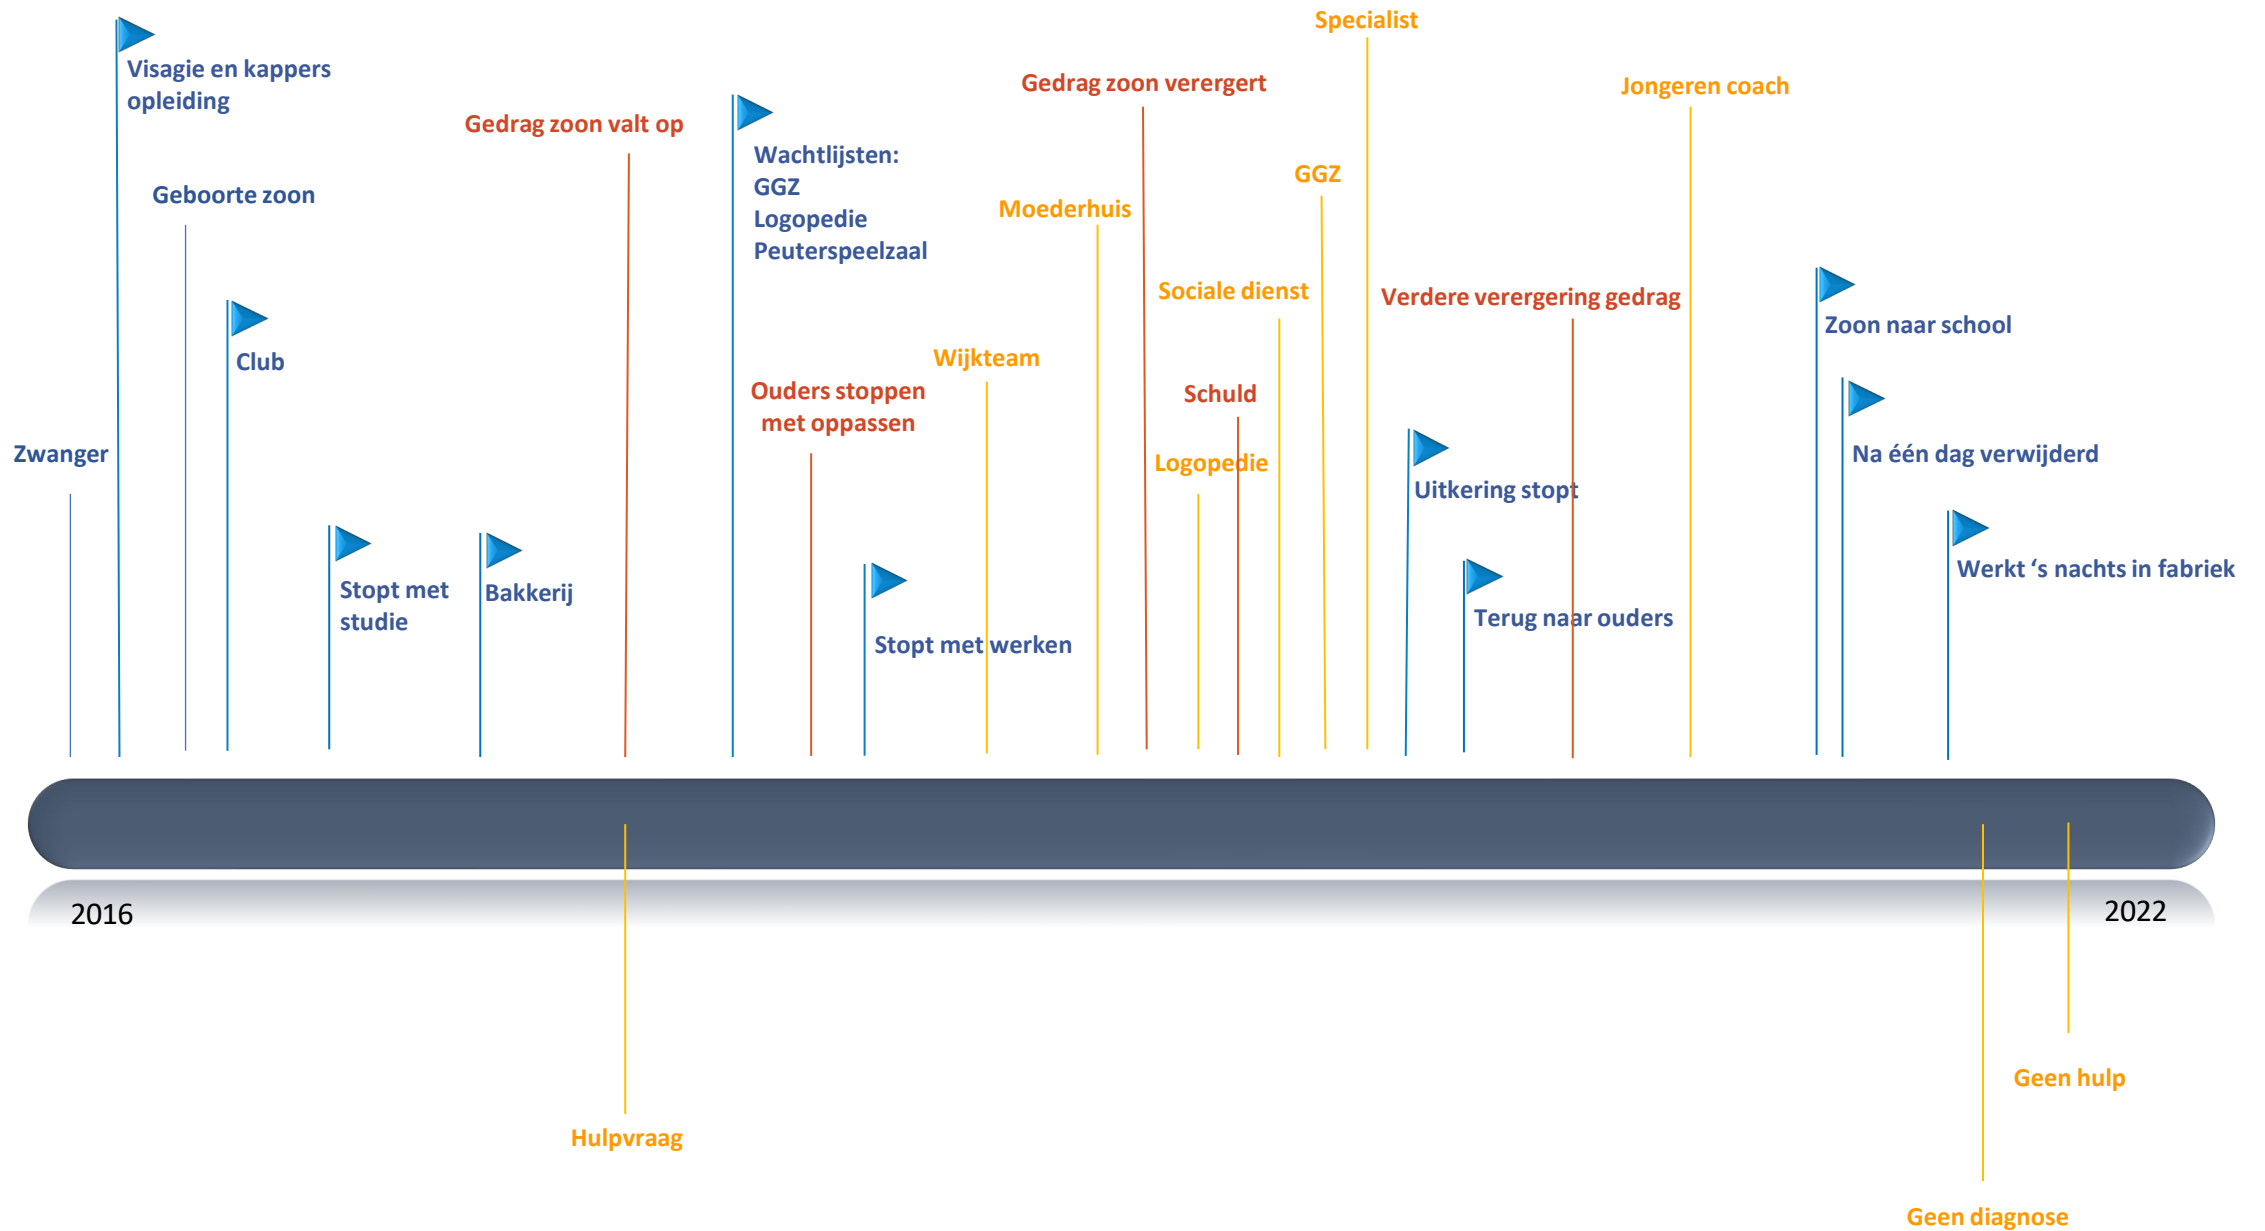 Zwanger
Visagie en kappers
opleiding
Geboorte zoon
Club
Stopt met
studie
Bakkerij
Gedrag zoon valt op
Hulpvraag
Wachtlijsten:
GGZ
Logopedie
Peuterspeelzaal
Ouders stoppen
met oppassen
Stopt met werken
Wijkteam
Moederhuis
Gedrag zoon verergert
Logopedie
Schuld
Sociale dienst
GGZ
Specialist
Uitkering stopt
Terug naar ouders
Verdere verergering gedrag
Jongeren coach
Zoon naar school
Na één dag verwijderd
Werkt ‘s nachts in fabriek
Geen diagnose
Geen hulp
2016
2022